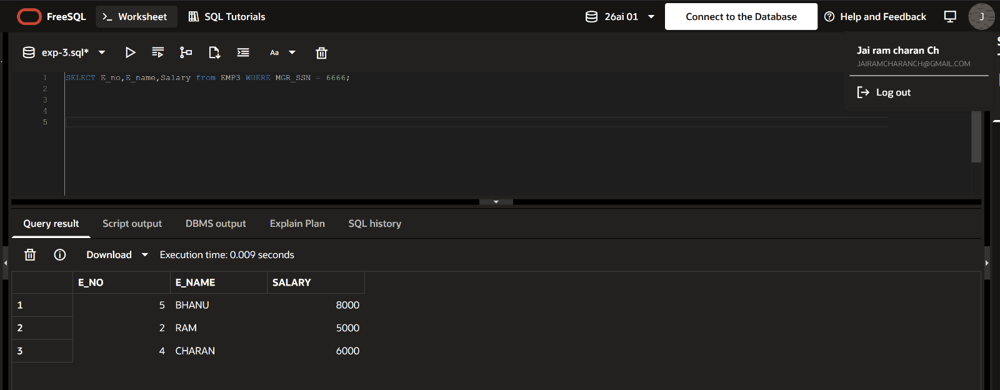 FreeSQL >_ Worksheet SQL Tutorials 26ai 01 Connect to the Database Help and Feedback J
exp-3.sql* Aa
Jai ram charan Ch
JAIRAMCHARANCH@GMAIL.COM
Log out
1 SELECT E_no,E_name,Salary from EMP3 WHERE MGR_SSN = 6666;
2
3
4
5
Query result Script output DBMS output Explain Plan SQL history
Download Execution time: 0.009 seconds
E_NO E_NAME SALARY
1 5 BHANU 8000
2 2 RAM 5000
3 4 CHARAN 6000